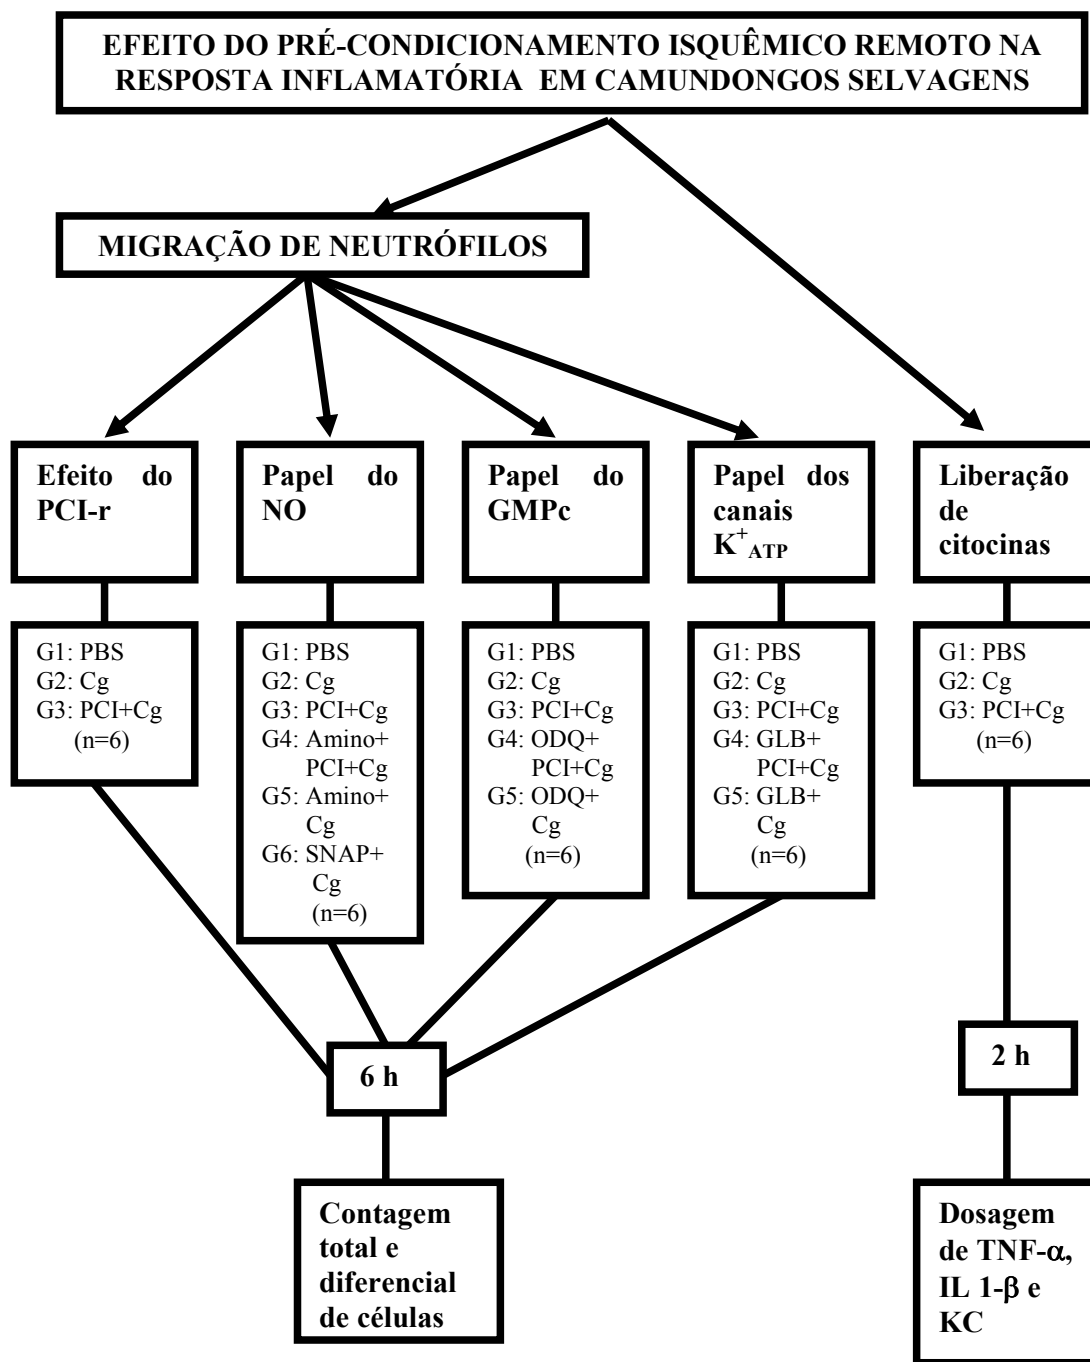 EFEITO DO PRÉ-CONDICIONAMENTO ISQUÊMICO REMOTO NA
RESPOSTA INFLAMATÓRIA EM CAMUNDONGOS SELVAGENS
MIGRAÇÃO DE NEUTRÓFILOS
Efeito do
PCI-r
Papel do
NO
Papel do
GMPc
Papel dos
canais
K⁺ATP
Liberação
de
citocinas
G1: PBS
G2: Cg
G3: PCI+Cg
(n=6)
G1: PBS
G2: Cg
G3: PCI+Cg
G4: Amino+
PCI+Cg
G5: Amino+
Cg
G6: SNAP+
Cg
(n=6)
G1: PBS
G2: Cg
G3: PCI+Cg
G4: ODQ+
PCI+Cg
G5: ODQ+
Cg
(n=6)
G1: PBS
G2: Cg
G3: PCI+Cg
G4: GLB+
PCI+Cg
G5: GLB+
Cg
(n=6)
G1: PBS
G2: Cg
G3: PCI+Cg
(n=6)
6 h
2 h
Contagem
total e
diferencial
de células
Dosagem
de TNF-α,
IL 1-β e
KC